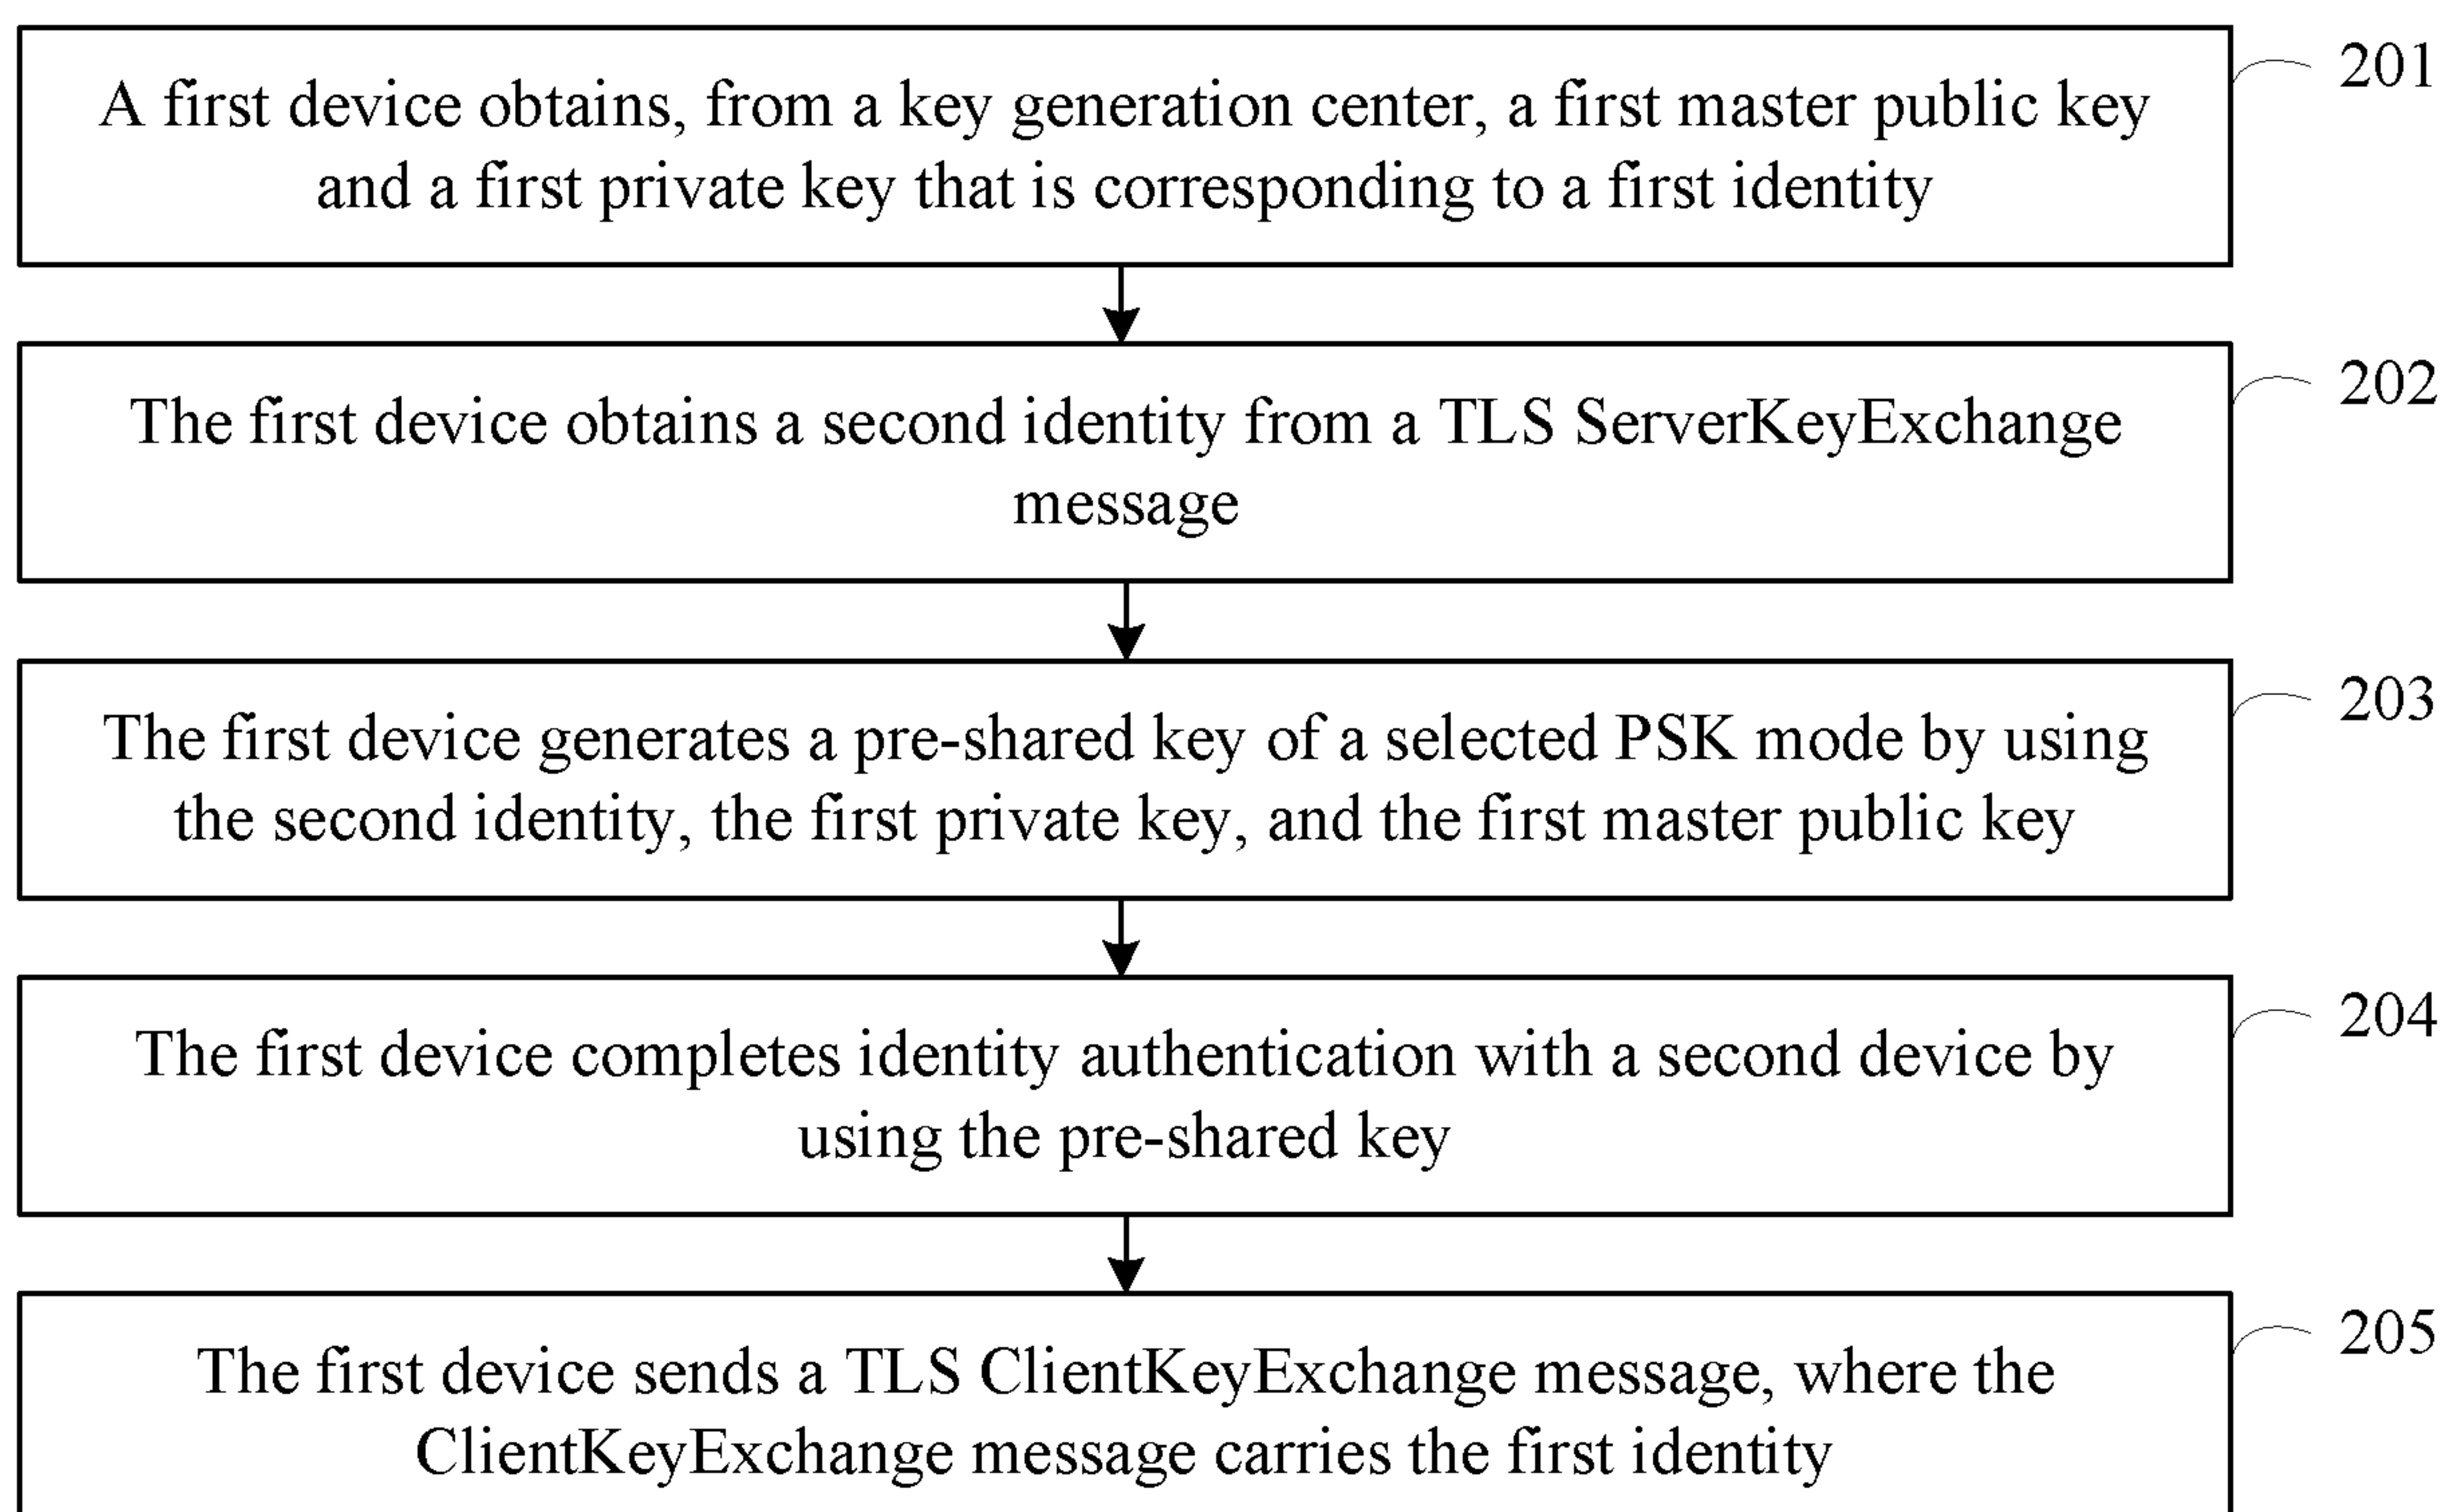 A first device obtains, from a key generation center, a first master public key
and a first private key that is corresponding to a first identity
201
The first device obtains a second identity from a TLS ServerKeyExchange
message
202
The first device generates a pre-shared key of a selected PSK mode by using
the second identity, the first private key, and the first master public key
203
The first device completes identity authentication with a second device by
using the pre-shared key
204
The first device sends a TLS ClientKeyExchange message, where the
ClientKeyExchange message carries the first identity
205